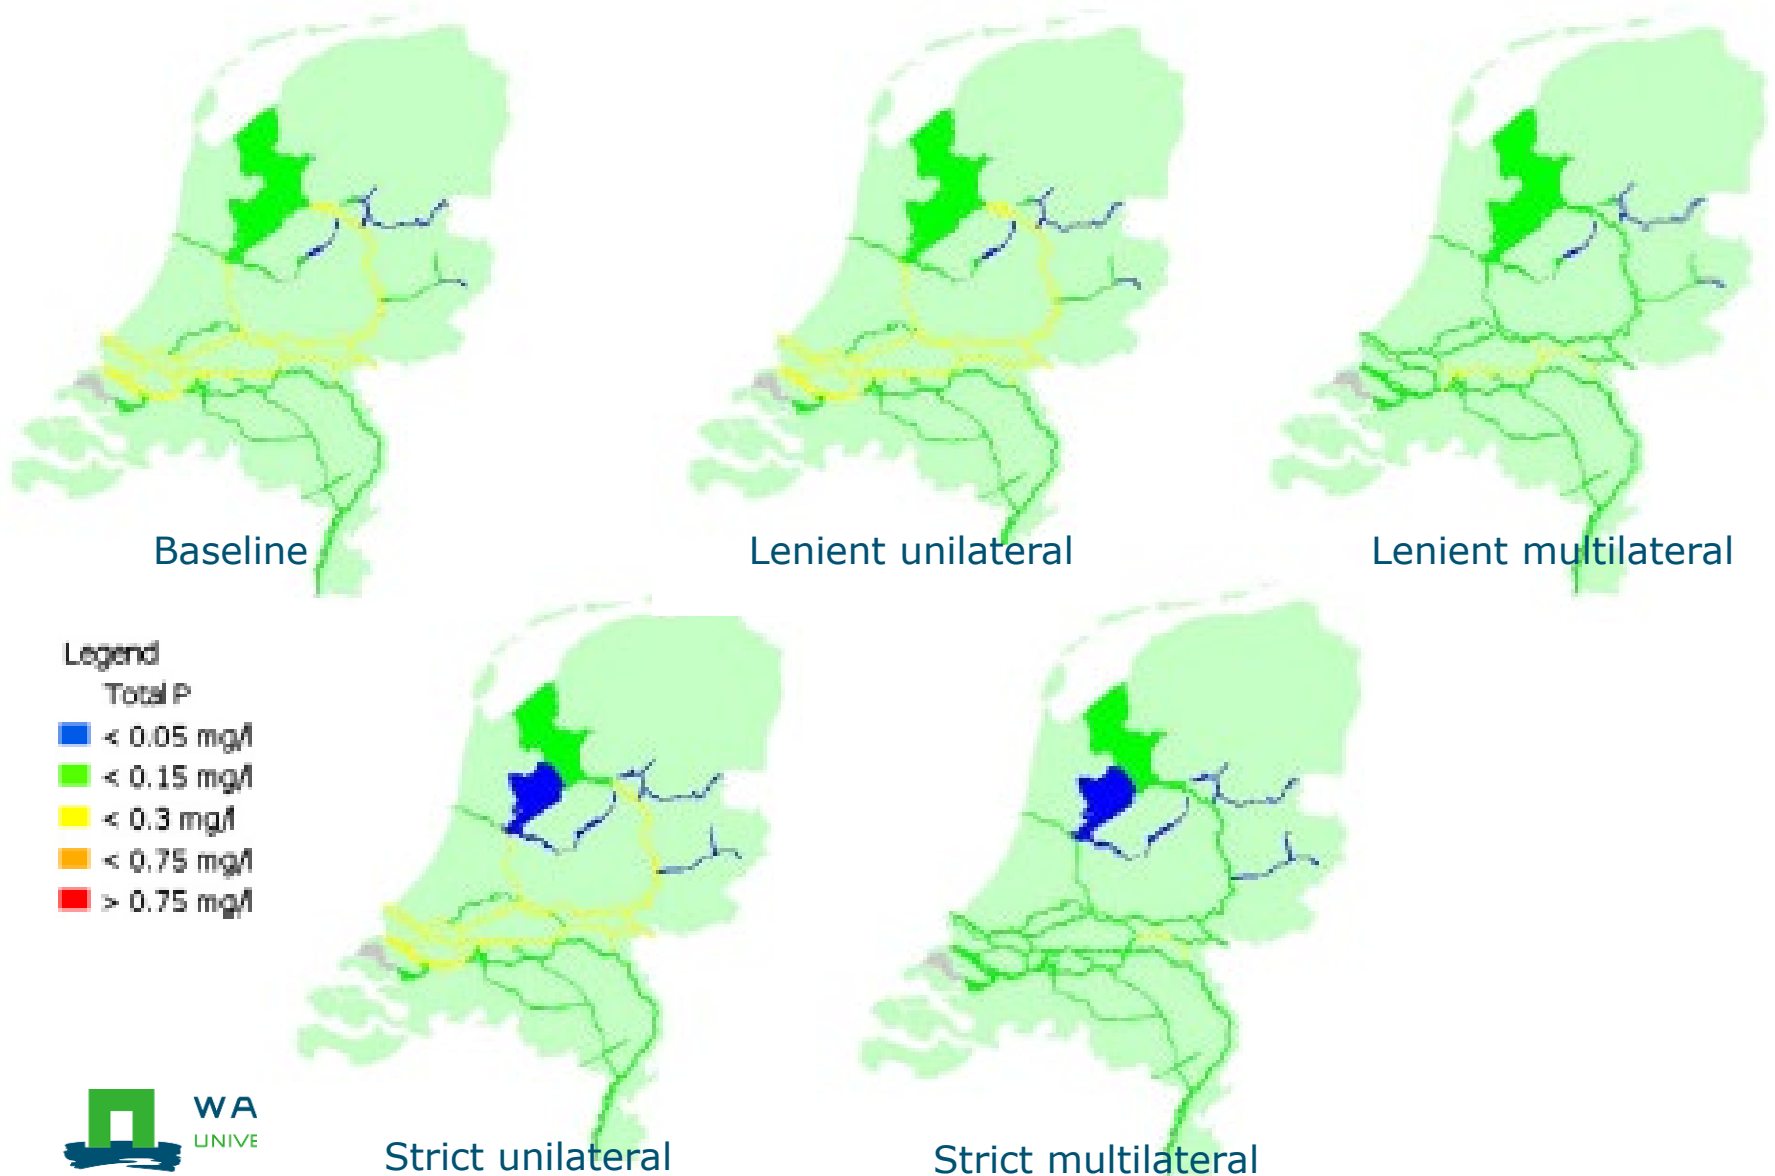 Baseline
Lenient unilateral
Lenient multilateral
Legend
Total P
< 0.05 mg/l
< 0.15 mg/l
< 0.3 mg/l
< 0.75 mg/l
> 0.75 mg/l
WA
UNIVE
Strict unilateral
Strict multilateral